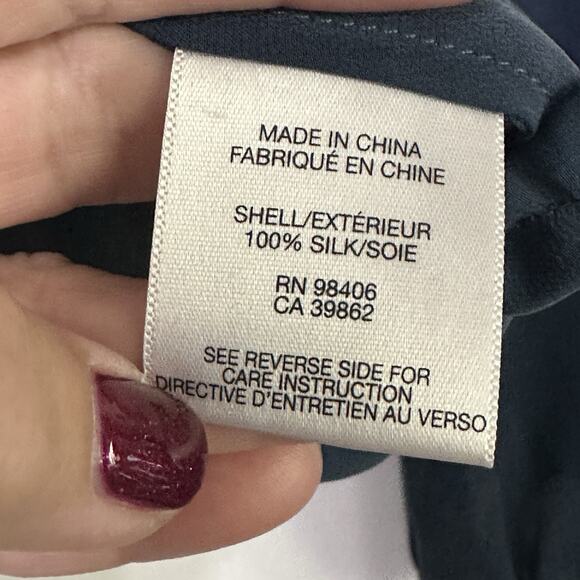 MADE IN CHINA
FABRIQUÉ EN CHINE
SHELL/EXTÉRIEUR
100% SILK/SOIE
RN 98406
CA 39862
SEE REVERSE SIDE FOR
CARE INSTRUCTION
DIRECTIVE D'ENTRETIEN AU VERSO